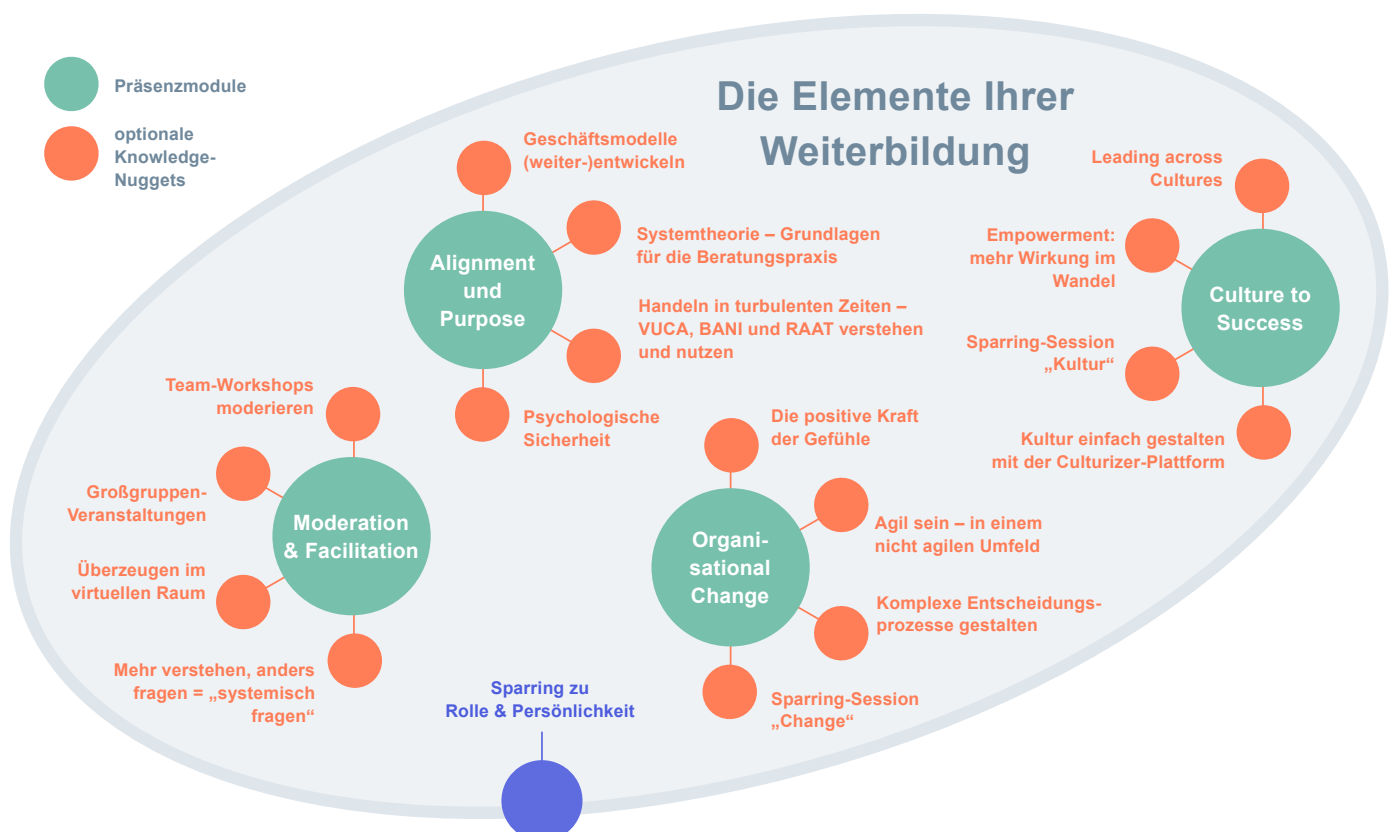 Präsenzmodule
optionale
Knowledge-
Nuggets
Die Elemente Ihrer
Weiterbildung
Geschäftsmodelle
(weiter-)entwickeln
Systemtheorie – Grundlagen
für die Beratungspraxis
Alignment
und
Purpose
Handeln in turbulenten Zeiten –
VUCA, BANI und RAAT verstehen
und nutzen
Psychologische
Sicherheit
Leading across
Cultures
Empowerment:
mehr Wirkung im
Wandel
Culture to
Success
Sparring-Session
„Kultur“
Kultur einfach gestalten
mit der Culturizer-Plattform
Team-Workshops
moderieren
Großgruppen-
Veranstaltungen
Moderation
& Facilitation
Überzeugen im
virtuellen Raum
Mehr verstehen, anders
fragen = „systemisch
fragen“
Die positive Kraft
der Gefühle
Agil sein – in einem
nicht agilen Umfeld
Organi-
sational
Change
Komplexe Entscheidungs-
prozesse gestalten
Sparring-Session
„Change“
Sparring zu
Rolle & Persönlichkeit